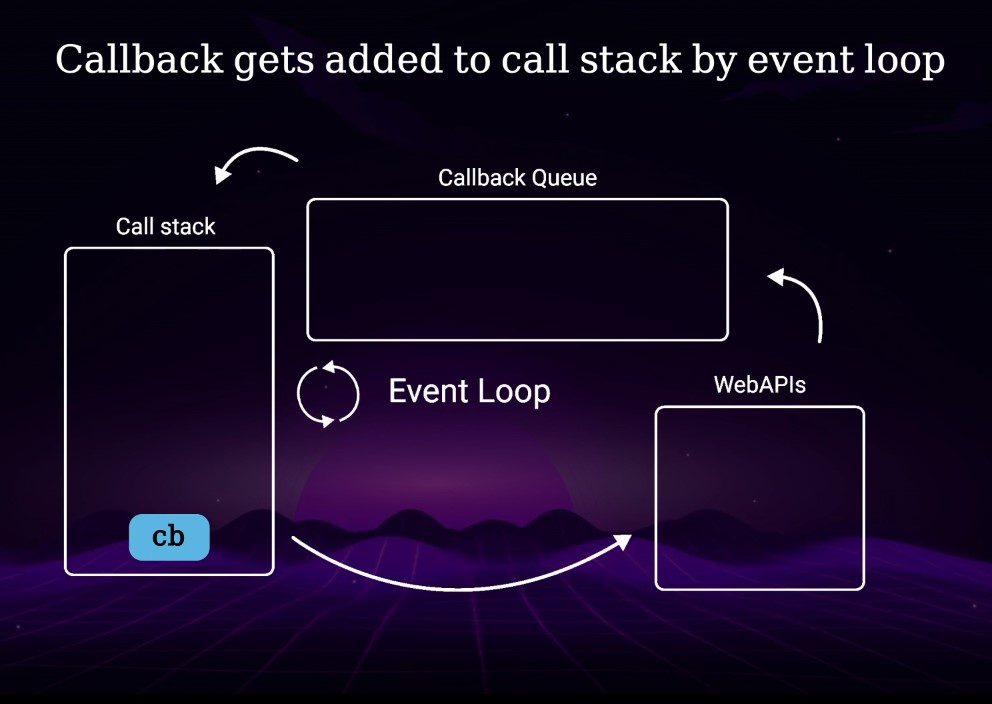 Callback gets added to call stack by event loop
Callback Queue
Call stack
Event Loop
WebAPIs
cb